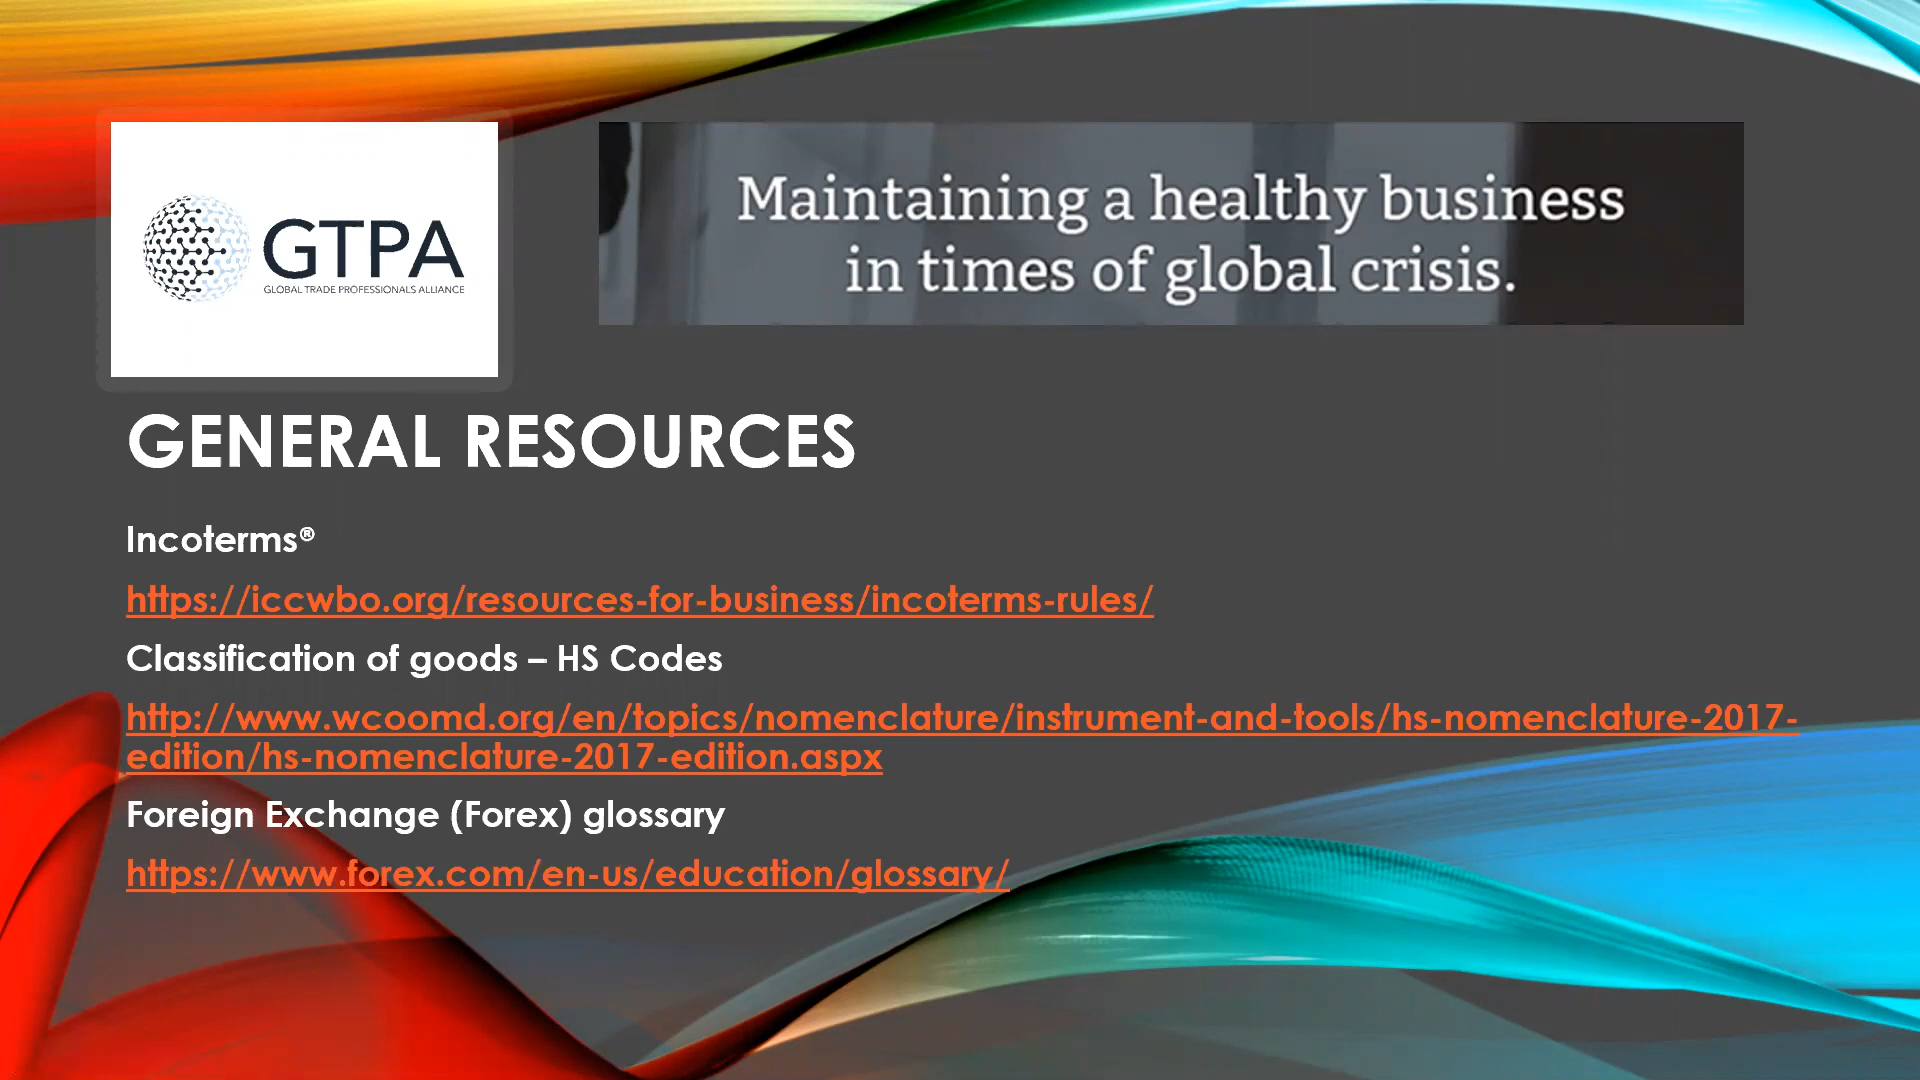 GTPA
GLOBAL TRADE PROFESSIONALS ALLIANCE
Maintaining a healthy business
in times of global crisis.
GENERAL RESOURCES
Incoterms®
https://iccwbo.org/resources-for-business/incoterms-rules/
Classification of goods – HS Codes
http://www.wcoomd.org/en/topics/nomenclature/instrument-and-tools/hs-nomenclature-2017-
edition/hs-nomenclature-2017-edition.aspx
Foreign Exchange (Forex) glossary
https://www.forex.com/en-us/education/glossary/